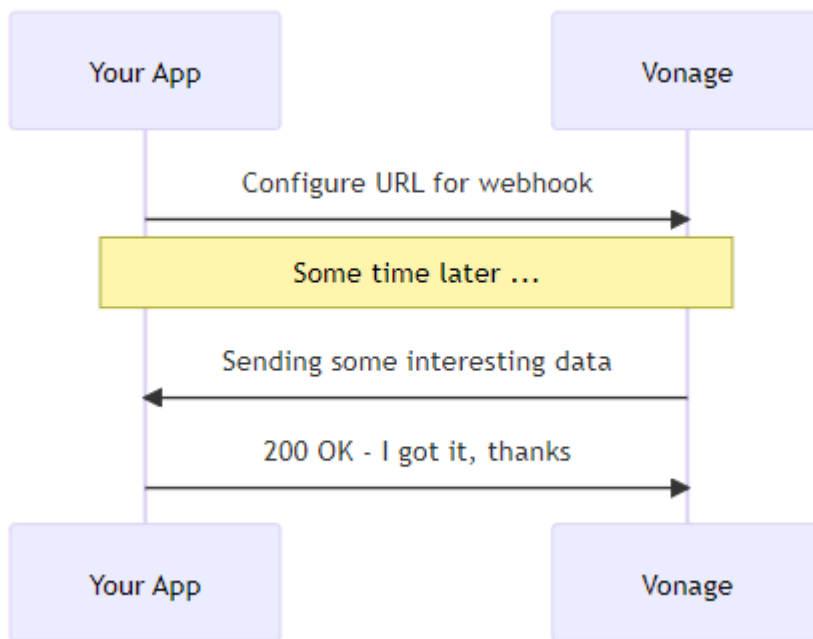 Your App
Vonage
Configure URL for webhook
Some time later ...
Sending some interesting data
200 OK - I got it, thanks
Your App
Vonage